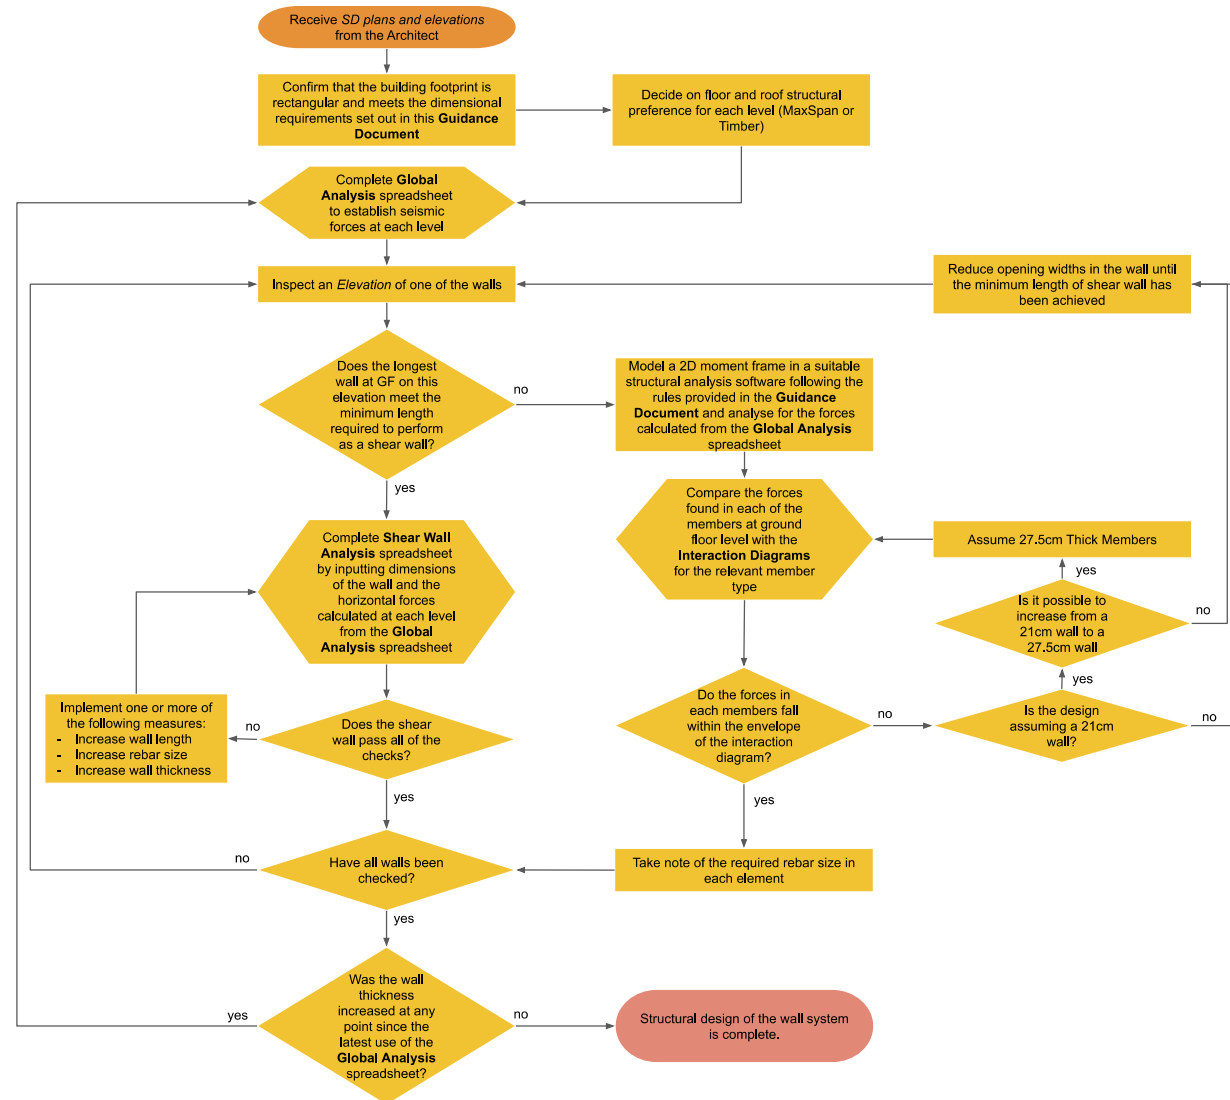 Receive SD plans and elevations
from the Architect
Confirm that the building footprint is
rectangular and meets the dimensional
requirements set out in this Guidance
Document
Decide on floor and roof structural
preference for each level (MaxSpan or
Timber)
Complete Global
Analysis spreadsheet
to establish seismic
forces at each level
Inspect an Elevation of one of the walls
Reduce opening widths in the wall until
the minimum length of shear wall has
been achieved
Does the longest
wall at GF on this
elevation meet the
minimum length
required to perform
as a shear wall?
no
Model a 2D moment frame in a suitable
structural analysis software following the
rules provided in the Guidance
Document and analyse for the forces
calculated from the Global Analysis
spreadsheet
yes
Compare the forces
found in each of the
members at ground
floor level with the
Interaction Diagrams
for the relevant member
type
Assume 27.5cm Thick Members
yes
Is it possible to
increase from a
21cm wall to a
27.5cm wall
no
Complete Shear Wall
Analysis spreadsheet
by inputting dimensions
of the wall and the
horizontal forces
calculated at each level
from the Global
Analysis spreadsheet
yes
Is the design
assuming a 21cm
wall?
no
Do the forces in
each members fall
within the envelope
of the interaction
diagram?
no
Implement one or more of
the following measures:
- Increase wall length
- Increase rebar size
- Increase wall thickness
no
Does the shear
wall pass all of the
checks?
yes
yes
no
Have all walls been
checked?
Take note of the required rebar size in
each element
yes
Was the wall
thickness
increased at any
point since the
latest use of the
Global Analysis
spreadsheet?
yes
no
Structural design of the wall system
is complete.